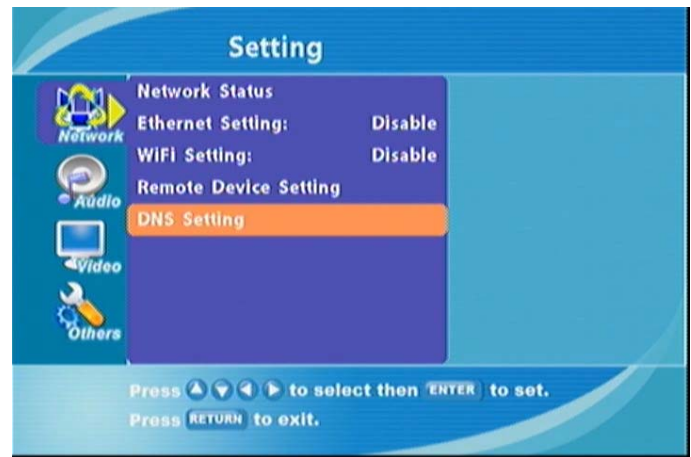 Setting
Network
Network Status
Ethernet Setting: Disable
WiFi Setting: Disable
Remote Device Setting
DNS Setting
Audio
Video
Others
Press to select then ENTER to set.
Press RETURN to exit.